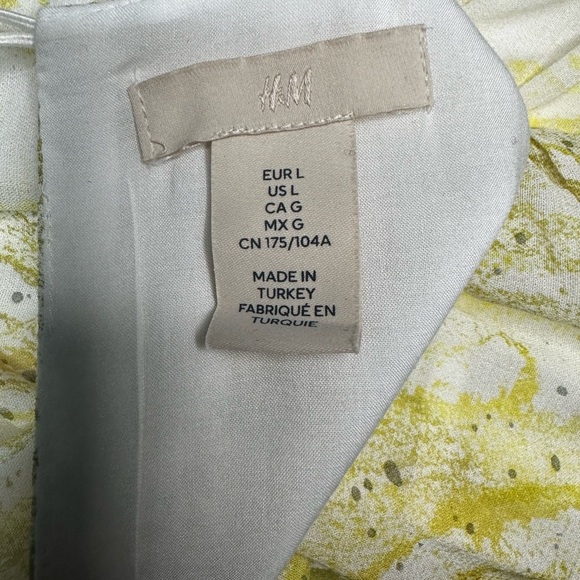 H&M
EUR L
US L
CA G
MX G
CN 175/104A
MADE IN
TURKEY
FABRIQUÉ EN
TURQUIE